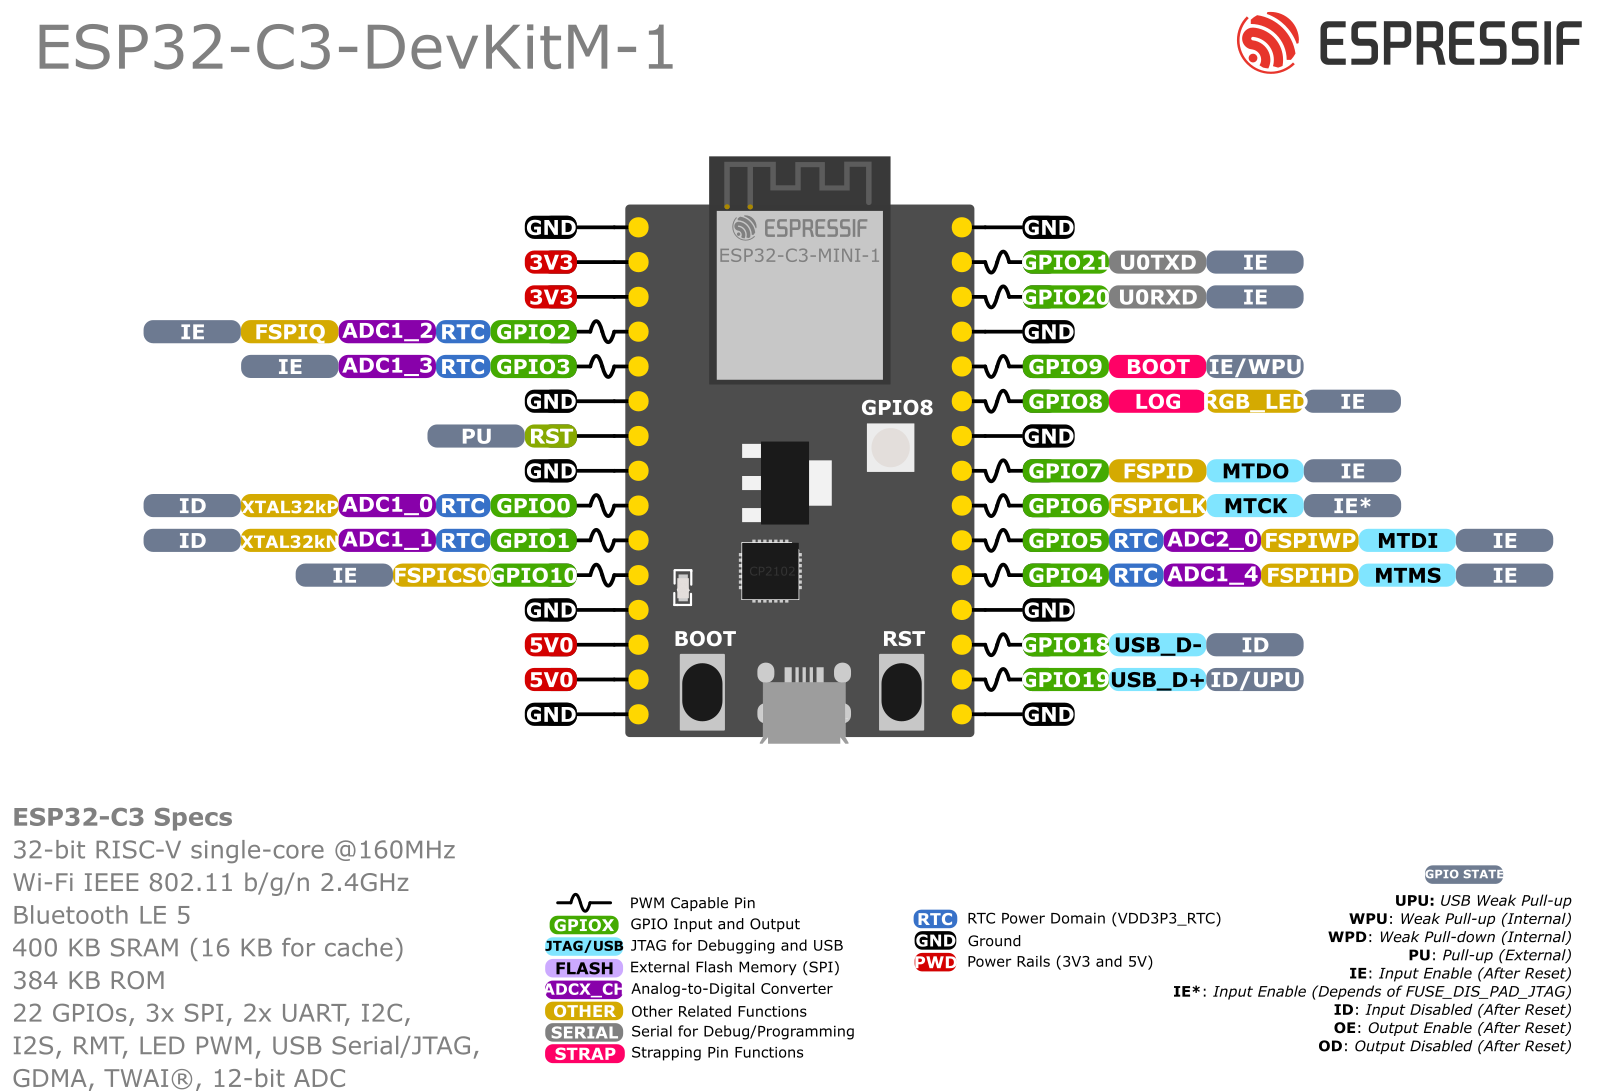 ESP32-C3-DevKitM-1
ESPRESSIF
ESPRESSIF
ESP32-C3-MINI-1
GND
3V3
3V3
IE FSPIQ ADC1_2 RTC GPIO2
IE ADC1_3 RTC GPIO3
GND
PU RST
GND
ID XTAL32kP ADC1_0 RTC GPIO0
ID XTAL32kN ADC1_1 RTC GPIO1
IE FSPICS0 GPIO10
GND
5V0
5V0
GND
GPIO8
CP2102
BOOT
RST
GND
GPIO21 U0TXD IE
GPIO20 U0RXD IE
GND
GPIO9 BOOT IE/WPU
GPIO8 LOG RGB_LED IE
GND
GPIO7 FSPID MTDO IE
GPIO6 FSPICLK MTCK IE*
GPIO5 RTC ADC2_0 FSPIWP MTDI IE
GPIO4 RTC ADC1_4 FSPIHD MTMS IE
GND
GPIO18 USB_D- ID
GPIO19 USB_D+ ID/UPU
GND
ESP32-C3 Specs
32-bit RISC-V single-core @160MHz
Wi-Fi IEEE 802.11 b/g/n 2.4GHz
Bluetooth LE 5
400 KB SRAM (16 KB for cache)
384 KB ROM
22 GPIOs, 3x SPI, 2x UART, I2C,
I2S, RMT, LED PWM, USB Serial/JTAG,
GDMA, TWAI®, 12-bit ADC
PWM Capable Pin
GPIOX GPIO Input and Output
JTAG/USB JTAG for Debugging and USB
FLASH External Flash Memory (SPI)
ADCX_CH Analog-to-Digital Converter
OTHER Other Related Functions
SERIAL Serial for Debug/Programming
STRAP Strapping Pin Functions
RTC RTC Power Domain (VDD3P3_RTC)
GND Ground
PWD Power Rails (3V3 and 5V)
GPIO STATE
UPU: USB Weak Pull-up
WPU: Weak Pull-up (Internal)
WPD: Weak Pull-down (Internal)
PU: Pull-up (External)
IE: Input Enable (After Reset)
IE*: Input Enable (Depends of FUSE_DIS_PAD_JTAG)
ID: Input Disabled (After Reset)
OE: Output Enable (After Reset)
OD: Output Disabled (After Reset)